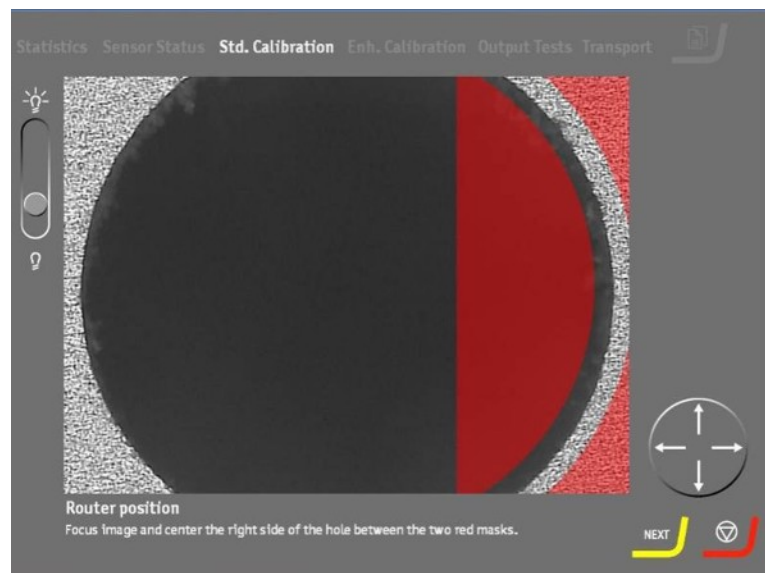 Statistics Sensor Status Std. Calibration Enh. Calibration Output Tests Transport
Router position
Focus image and center the right side of the hole between the two red masks.
NEXT